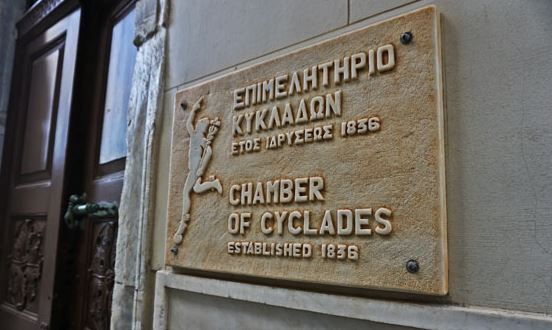 ΕΠΙΜΕΛΗΤΗΡΙΟ
ΚΥΚΛΑΔΩΝ
ΕΤΟΣ ΙΔΡΥΣΕΩΣ 1836
CHAMBER
OF CYCLADES
ESTABLISHED 1836